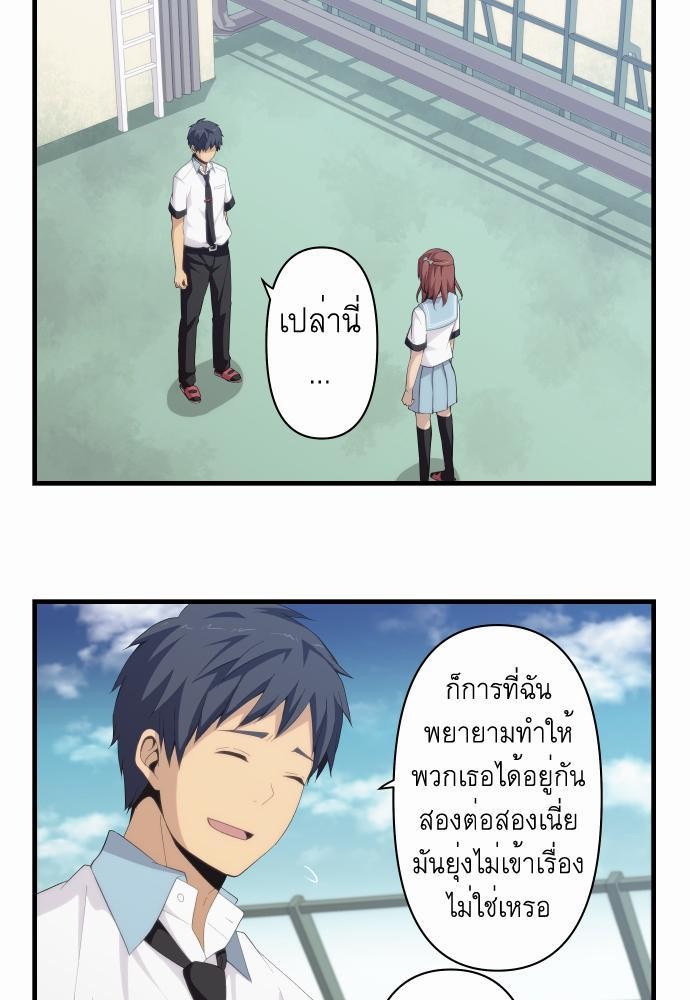 เปล่านี่
...
ก็การที่ฉัน
พยายามทำให้
พวกเธอได้อยู่กัน
สองต่อสองเนี่ย
มันยุ่งไม่เข้าเรื่อง
ไม่ใช่เหรอ